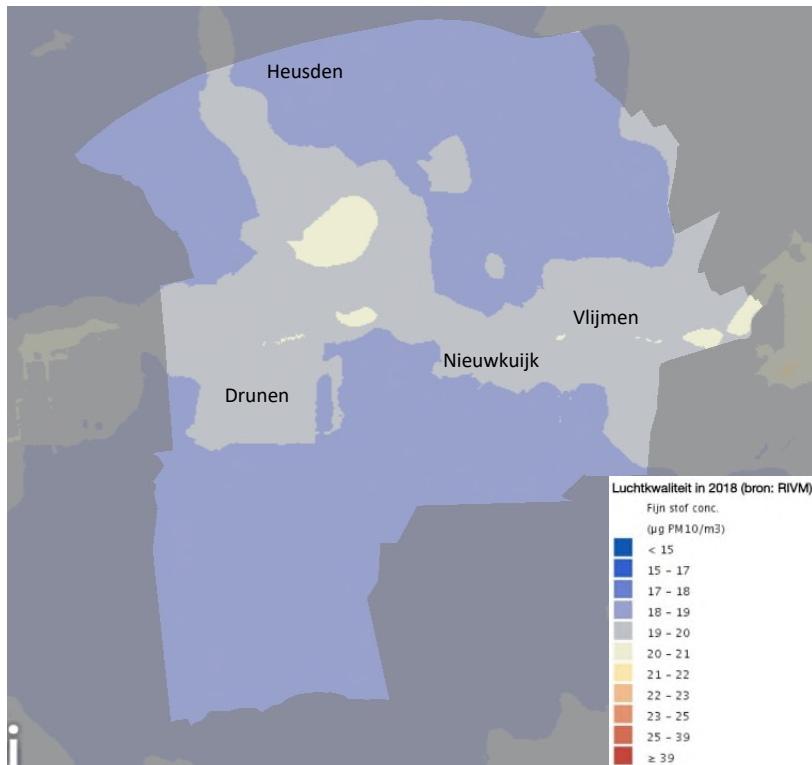 Heusden
Vlijmen
Nieuwkuijk
Drunen
Luchtkwaliteit in 2018 (bron: RIVM)
Fijn stof conc.
(µg PM10/m3)
< 15
15 - 17
17 - 18
18 - 19
19 - 20
20 - 21
21 - 22
22 - 23
23 - 25
25 - 39
≥ 39
i